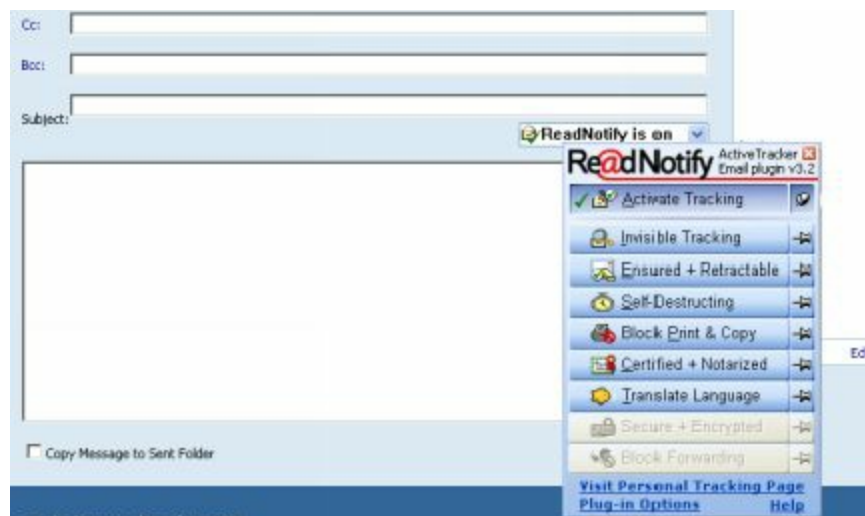 Cc:
Bcc:
Subject:
ReadNotify is on
Re@dNotify ActiveTracker
Email plugin v3.2
Activate Tracking
Invisible Tracking
Ensured + Retractable
Self-Destructing
Block Print & Copy
Ed
Certified + Notarized
Translate Language
Secure + Encrypted
Copy Message to Sent Folder
Block Forwarding
Visit Personal Tracking Page
Plug-in Options Help